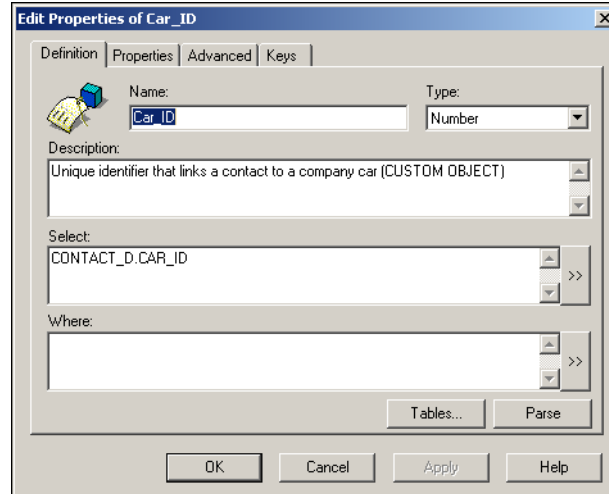 Edit Properties of Car_ID
Definition Properties Advanced Keys
Name: Type:
Car_ID Number
Description:
Unique identifier that links a contact to a company car (CUSTOM OBJECT)
Select:
CONTACT_D.CAR_ID
>>
Where:
>>
Tables... Parse
OK Cancel Apply Help